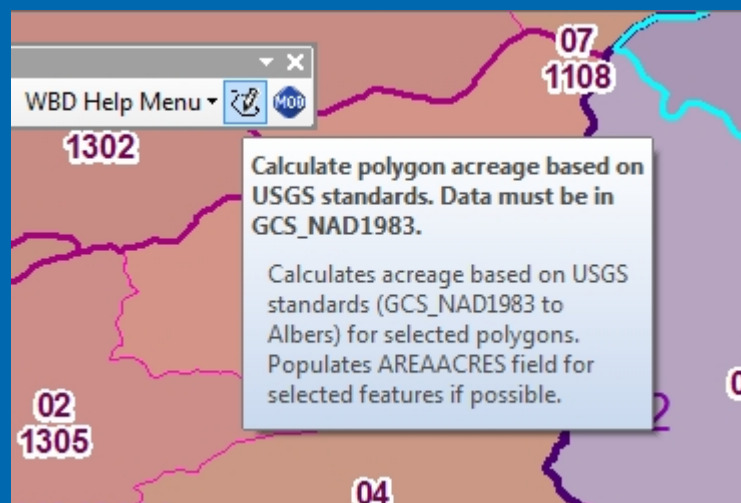 07
1108
WBD Help Menu
MOD
1302
Calculate polygon acreage based on
USGS standards. Data must be in
GCS_NAD1983.
Calculates acreage based on USGS
standards (GCS_NAD1983 to
Albers) for selected polygons.
Populates AREAACRES field for
selected features if possible.
02
1305
2
0
04